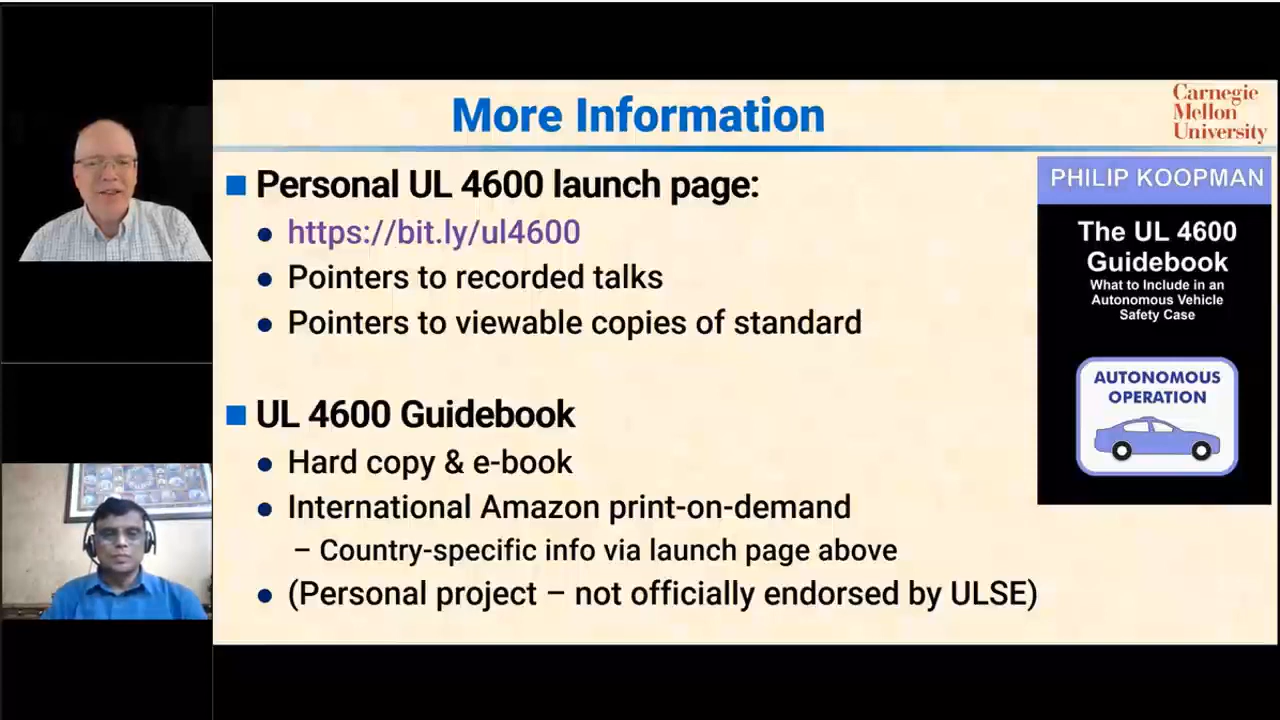 More Information
Carnegie
Mellon
University
Personal UL 4600 launch page:
https://bit.ly/ul4600
Pointers to recorded talks
Pointers to viewable copies of standard
UL 4600 Guidebook
Hard copy & e-book
International Amazon print-on-demand
– Country-specific info via launch page above
(Personal project – not officially endorsed by ULSE)
PHILIP KOOPMAN
The UL 4600
Guidebook
What to Include in an
Autonomous Vehicle
Safety Case
AUTONOMOUS
OPERATION